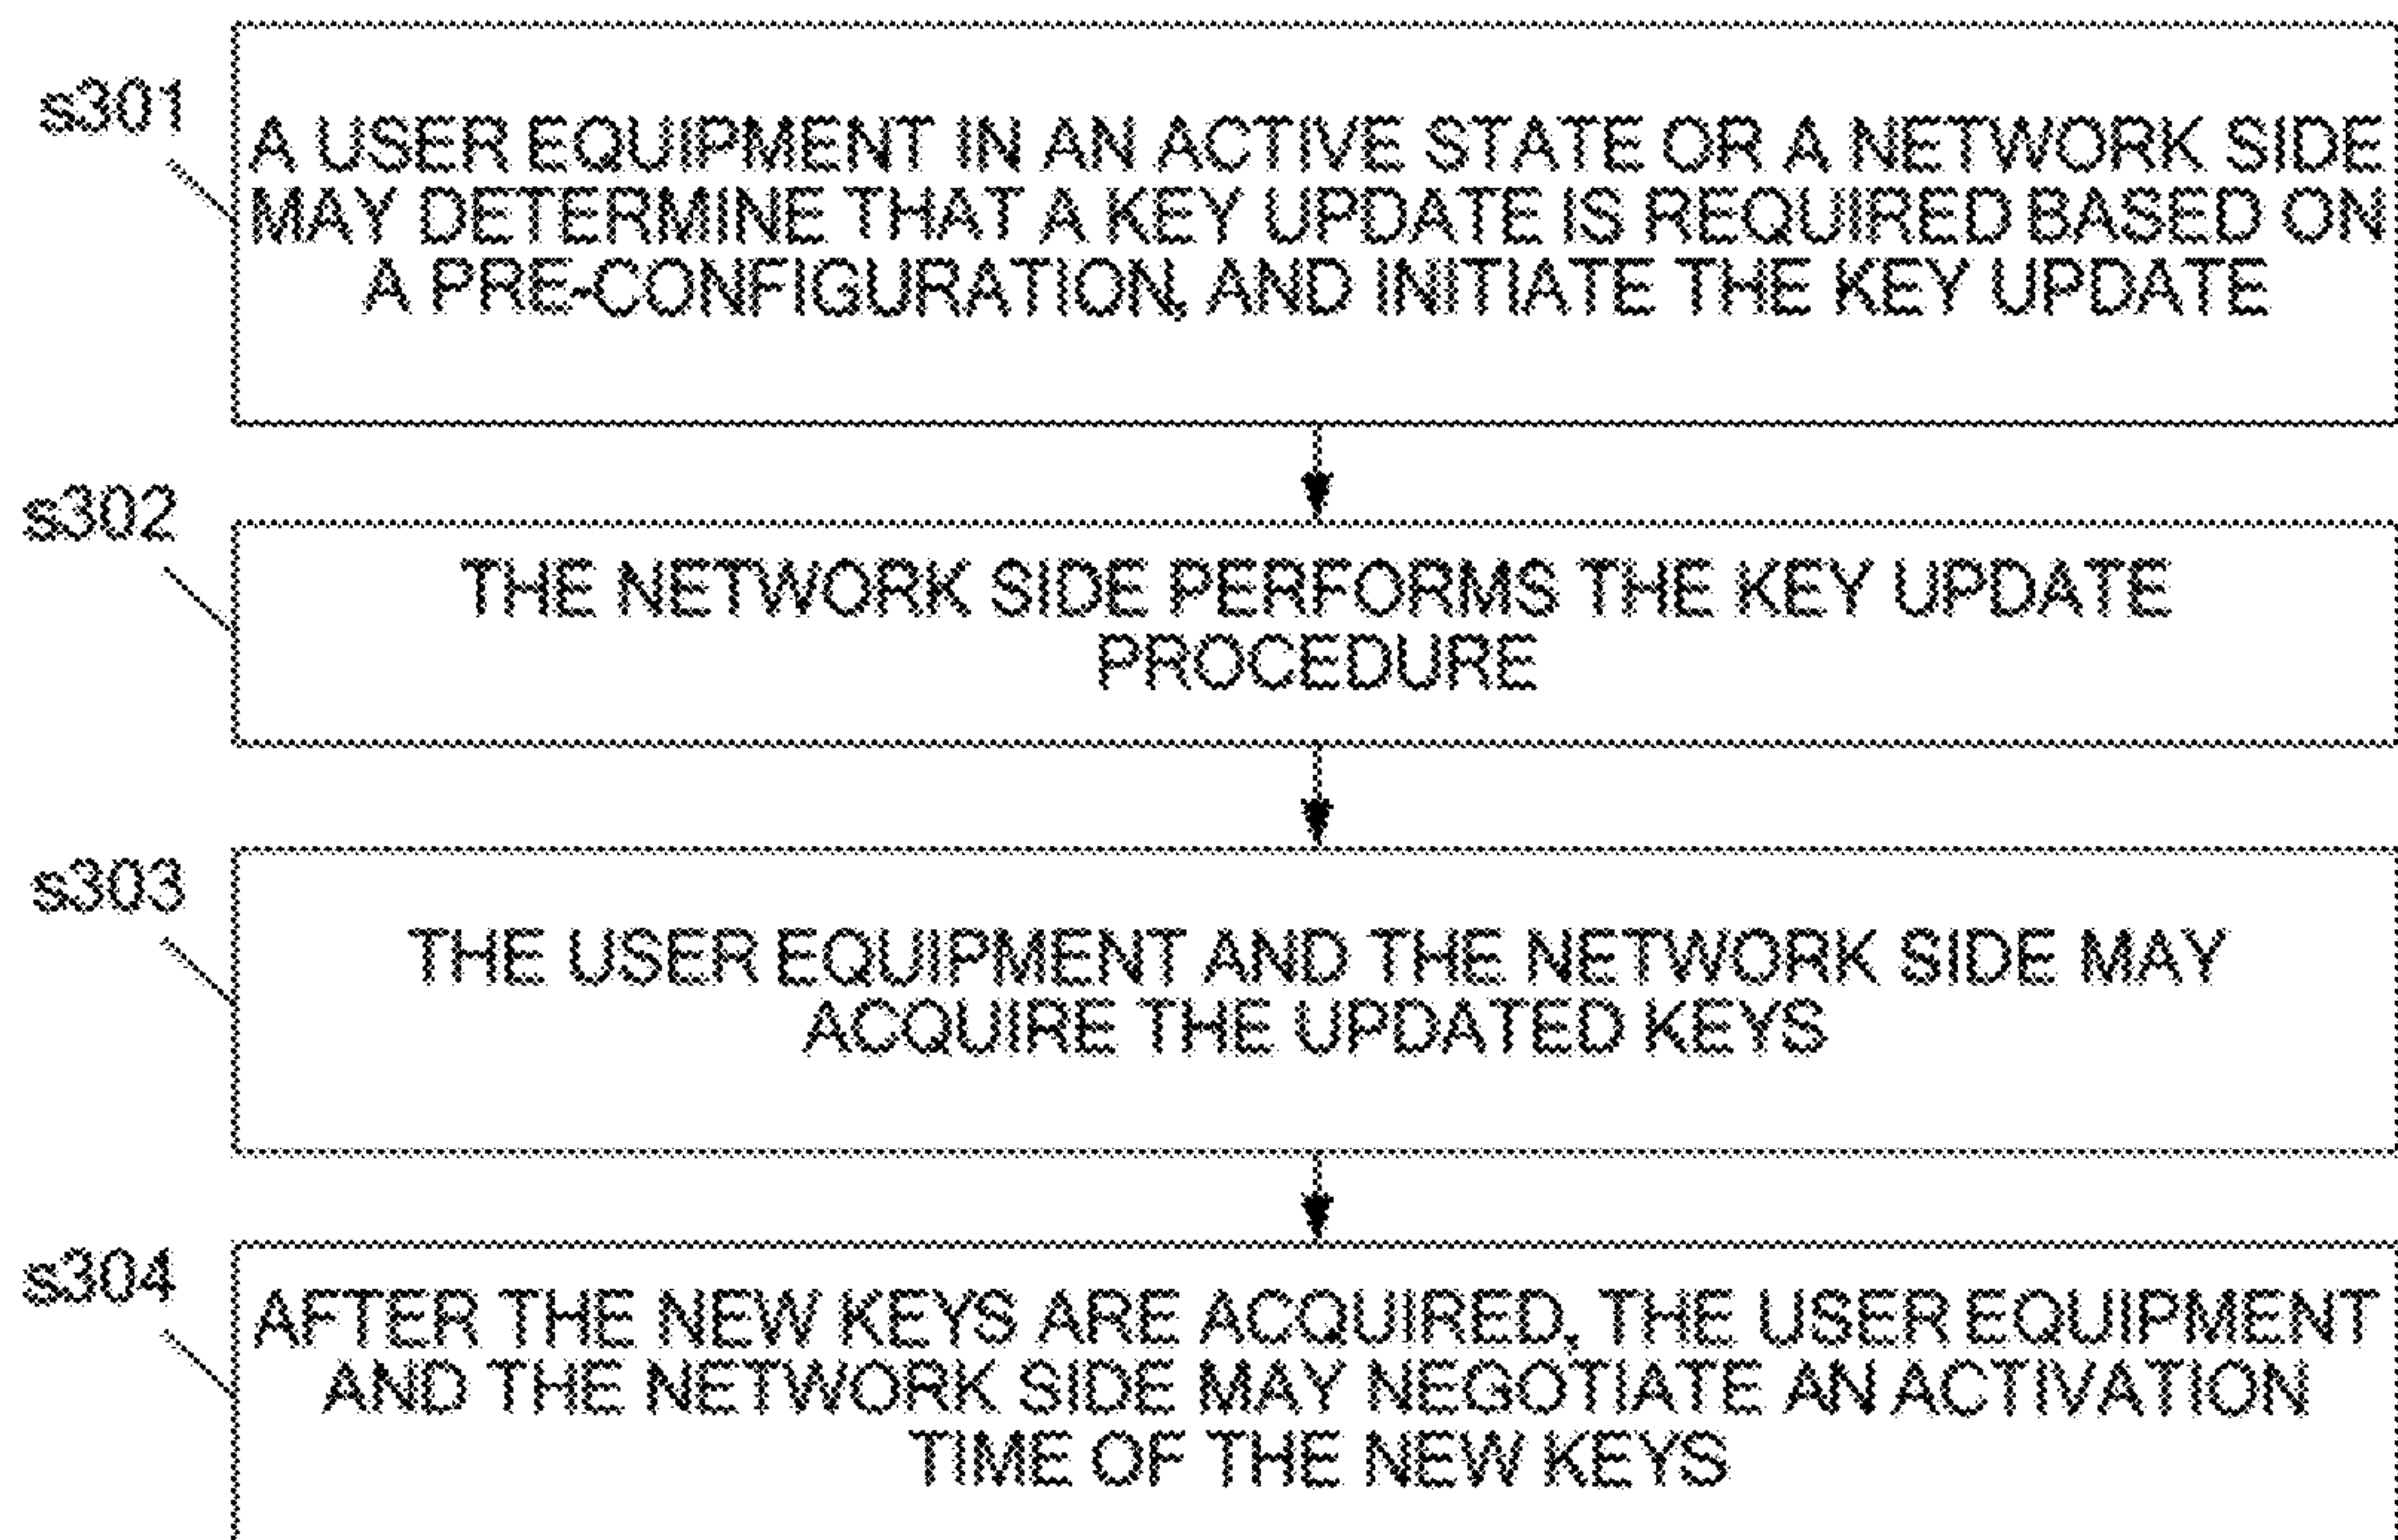 s301
A USER EQUIPMENT IN AN ACTIVE STATE OR A NETWORK SIDE
MAY DETERMINE THAT A KEY UPDATE IS REQUIRED BASED ON
A PRE-CONFIGURATION, AND INITIATE THE KEY UPDATE
s302
THE NETWORK SIDE PERFORMS THE KEY UPDATE
PROCEDURE
s303
THE USER EQUIPMENT AND THE NETWORK SIDE MAY
ACQUIRE THE UPDATED KEYS
s304
AFTER THE NEW KEYS ARE ACQUIRED, THE USER EQUIPMENT
AND THE NETWORK SIDE MAY NEGOTIATE AN ACTIVATION
TIME OF THE NEW KEYS